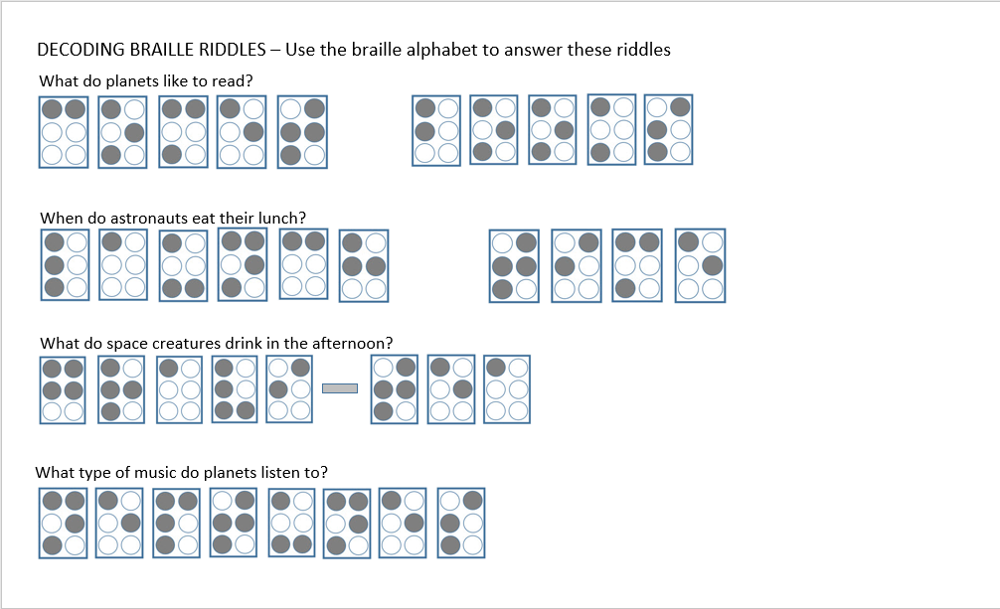 DECODING BRAILLE RIDDLES – Use the braille alphabet to answer these riddles
What do planets like to read?
⠉⠕⠍⠑⠞ ⠃⠕⠕⠅⠎
When do astronauts eat their lunch?
⠇⠁⠥⠝⠉⠓ ⠞⠊⠍⠑
What do space creatures drink in the afternoon?
⠛⠗⠁⠧⠊-⠞⠑⠁
What type of music do planets listen to?
⠝⠑⠏⠞⠥⠝⠑⠎